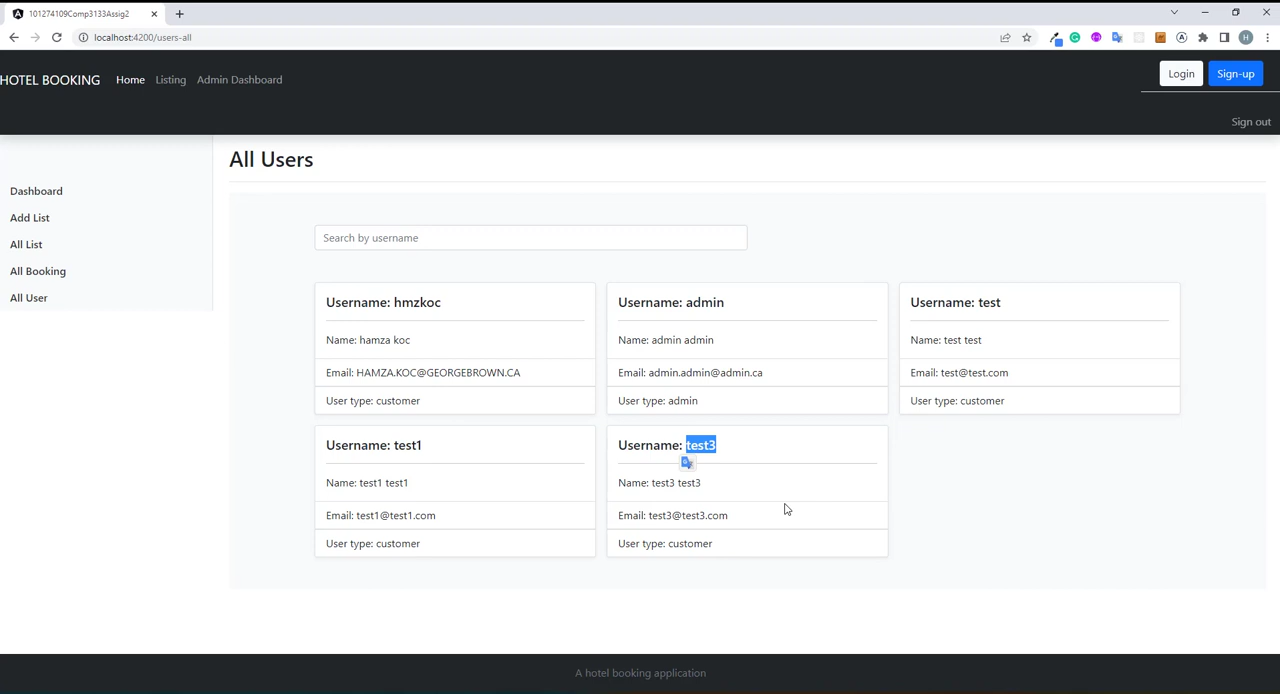 101274109Comp3133Assig2
localhost:4200/users-all
H
HOTEL BOOKING Home Listing Admin Dashboard Login Sign-up
Sign out
All Users
Dashboard
Add List
All List
All Booking
All User
Search by username
Username: hmzkoc
Name: hamza koc
Email: HAMZA.KOC@GEORGEBROWN.CA
User type: customer
Username: admin
Name: admin admin
Email: admin.admin@admin.ca
User type: admin
Username: test
Name: test test
Email: test@test.com
User type: customer
Username: test1
Name: test1 test1
Email: test1@test1.com
User type: customer
Username: test3
Name: test3 test3
Email: test3@test3.com
User type: customer
A hotel booking application